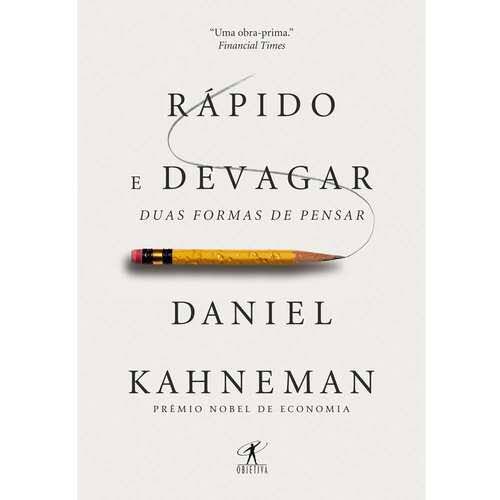 “Uma obra-prima.”
Financial Times
RÁPIDO
E DEVAGAR
DUAS FORMAS DE PENSAR
DANIEL
KAHNEMAN
PRÊMIO NOBEL DE ECONOMIA
OBJETIVA